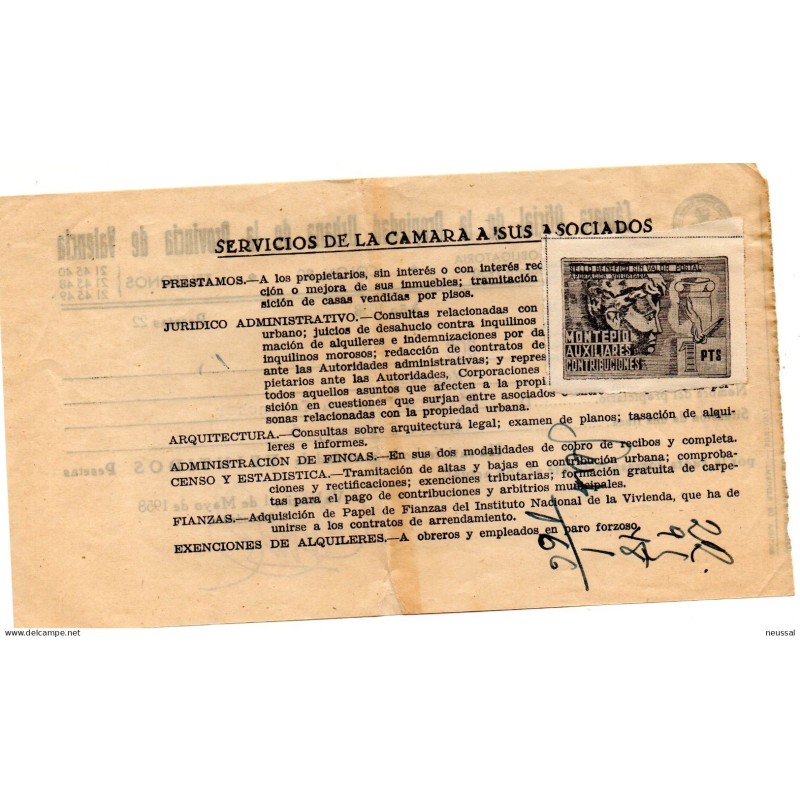 SERVICIOS DE LA CAMARA A SUS ASOCIADOS
PRESTAMOS.—A los propietarios, sin interés o con interés red
ción o mejora de sus inmuebles; tramitación
sición de casas vendidas por pisos.
JURIDICO ADMINISTRATIVO.—Consultas relacionadas con
urbano; juicios de desahucio contra inquilinos
mación de alquileres e indemnizaciones por da
inquilinos morosos; redacción de contratos de
ante las Autoridades administrativas; y repres
pietarios ante las Autoridades, Corporaciones
todos aquellos asuntos que afecten a la propi
sición en cuestiones que surjan entre asociados o
sonas relacionadas con la propiedad urbana.
ARQUITECTURA.—Consultas sobre arquitectura legal; examen de planos; tasación de alqui-
leres e informes.
ADMINISTRACION DE FINCAS.—En sus dos modalidades de cobro de recibos y completa.
CENSO Y ESTADISTICA.—Tramitación de altas y bajas en contribución urbana; comproba-
ciones y rectificaciones; exenciones tributarias; formación gratuita de carpe-
tas para el pago de contribuciones y arbitrios municipales.
FIANZAS.—Adquisición de Papel de Fianzas del Instituto Nacional de la Vivienda, que ha de
unirse a los contratos de arrendamiento.
EXENCIONES DE ALQUILERES.—A obreros y empleados en paro forzoso.
SELLO BENEFICO SIN VALOR POSTAL
APORTACION VOLUNTARIA
MONTEPIO
AUXILIARES DE
CONTRIBUCIONES
1 PTS
www.delcampe.net
neussal